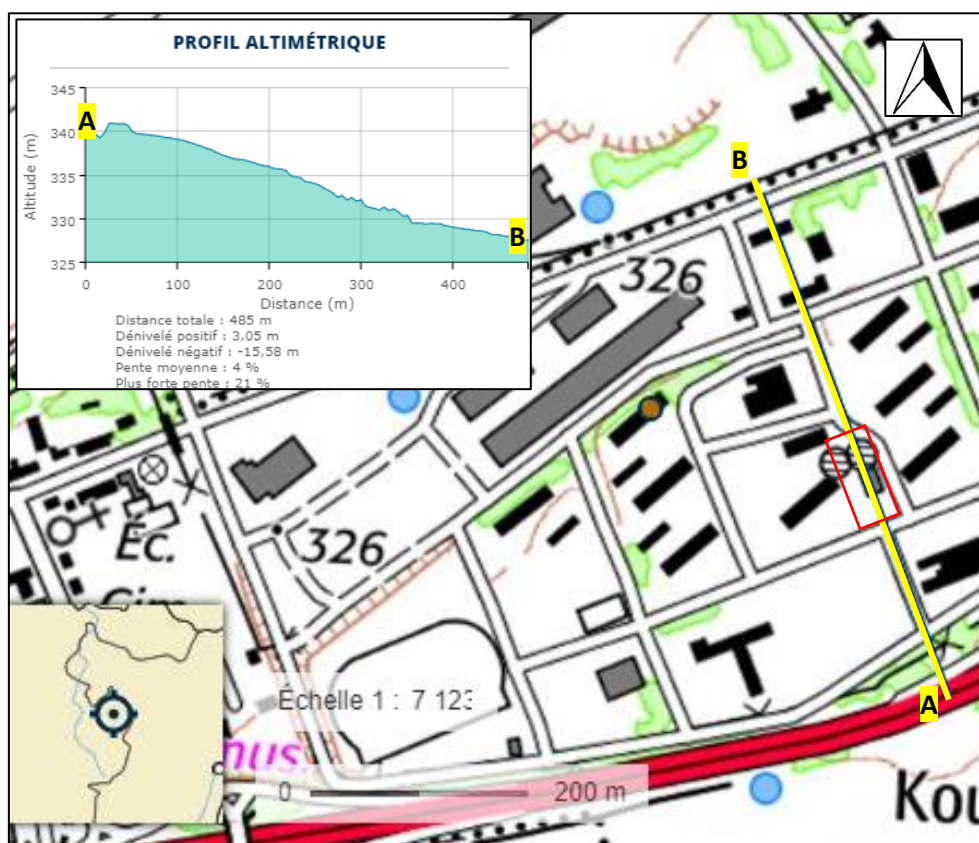 PROFIL ALTIMÉTRIQUE
345
340
335
330
325
A
B
Altitude (m)
0
100
200
300
400
Distance (m)
Distance totale : 485 m
Dénivelé positif : 3,05 m
Dénivelé négatif : -15,58 m
Pente moyenne : 4 %
Plus forte pente : 21 %
B
326
326
Éc.
Échelle 1 : 7 123
A
mus.
0
200 m
Kou